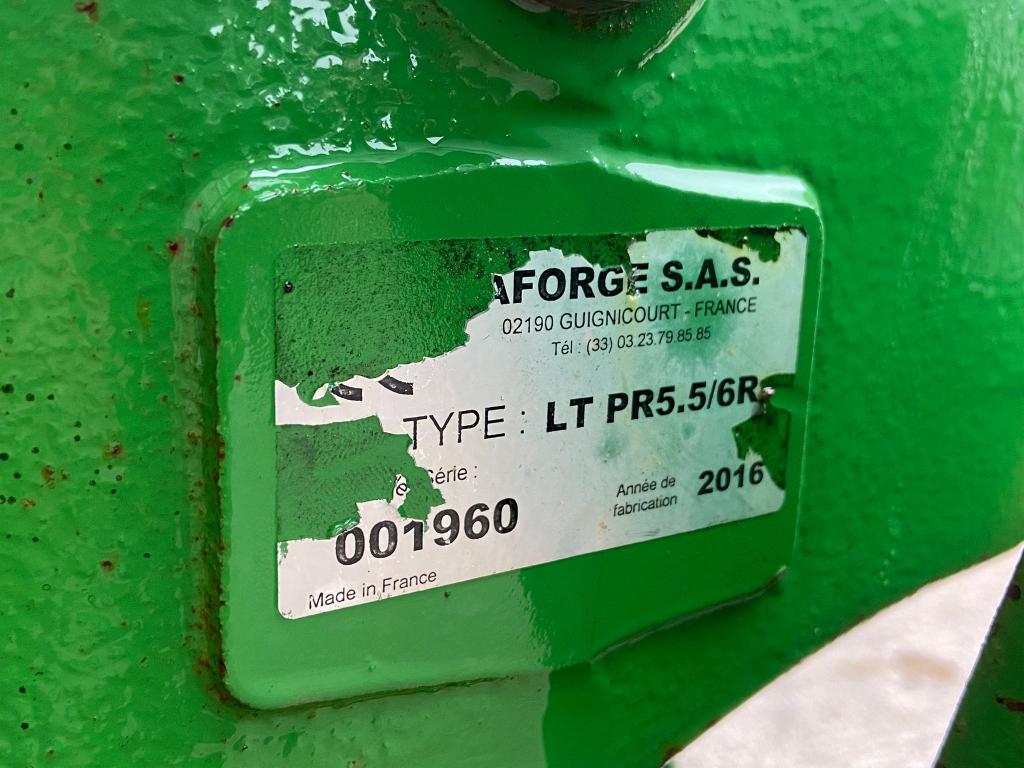 AFORGE S.A.S.
02190 GUIGNICOURT - FRANCE
Tél : (33) 03.23.79.85.85
TYPE : LT PR5.5/6R
série :
001960
Année de
fabrication
2016
Made in France